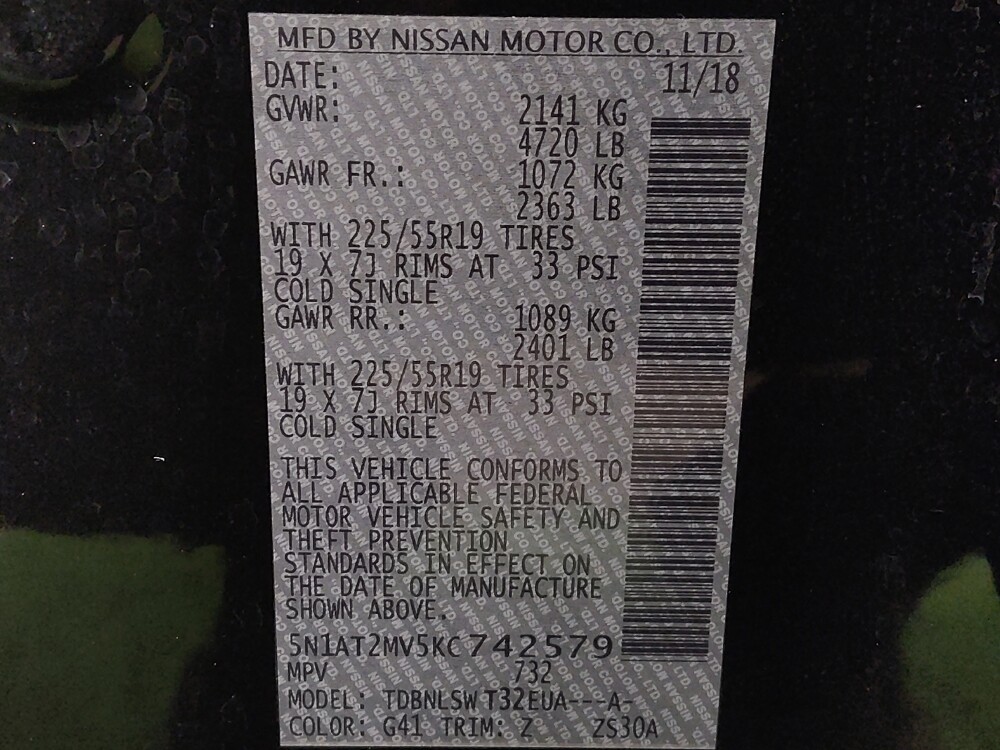 MFD BY NISSAN MOTOR CO., LTD.
DATE: 11/18
GVWR: 2141 KG
4720 LB
GAWR FR.: 1072 KG
2363 LB
WITH 225/55R19 TIRES
19 X 7J RIMS AT 33 PSI
COLD SINGLE
GAWR RR.: 1089 KG
2401 LB
WITH 225/55R19 TIRES
19 X 7J RIMS AT 33 PSI
COLD SINGLE
THIS VEHICLE CONFORMS TO
ALL APPLICABLE FEDERAL
MOTOR VEHICLE SAFETY AND
THEFT PREVENTION
STANDARDS IN EFFECT ON
THE DATE OF MANUFACTURE
SHOWN ABOVE.
5N1AT2MV5KC742579
MPV 732
MODEL: TDBNLSW T32EUA---A-
COLOR: G41 TRIM: Z ZS30A